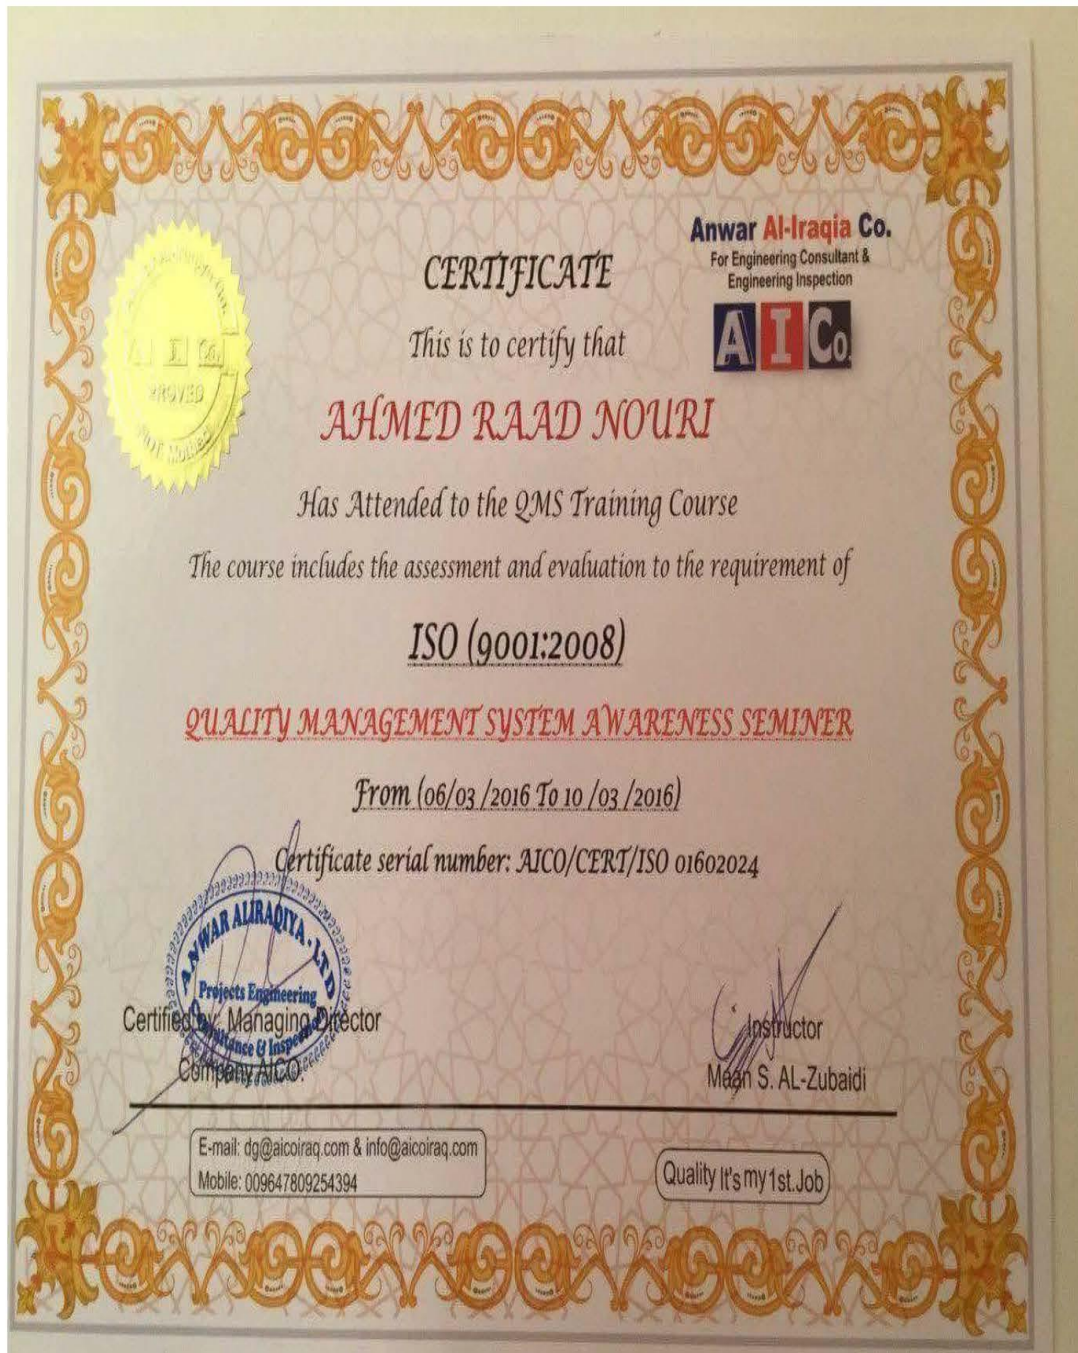 Anwar Al-Iraqia Co.
For Engineering Consultant &
Engineering Inspection
A I Co.
CERTIFICATE
This is to certify that
A I Co.
PROVED
AHMED RAAD NOURI
Has Attended to the QMS Training Course
The course includes the assessment and evaluation to the requirement of
ISO (9001:2008)
QUALITY MANAGEMENT SYSTEM AWARENESS SEMINER
From (06/03 /2016 To 10 /03 /2016)
Certificate serial number: AICO/CERT/ISO 01602024
ANWAR ALIRAQIYA . LTD
Projects Engineering
Certified by: Managing Director
Company AICO.
Instructor
Maan S. AL-Zubaidi
E-mail: dg@aicoiraq.com & info@aicoiraq.com
Mobile: 009647809254394
Quality It's my 1st.Job